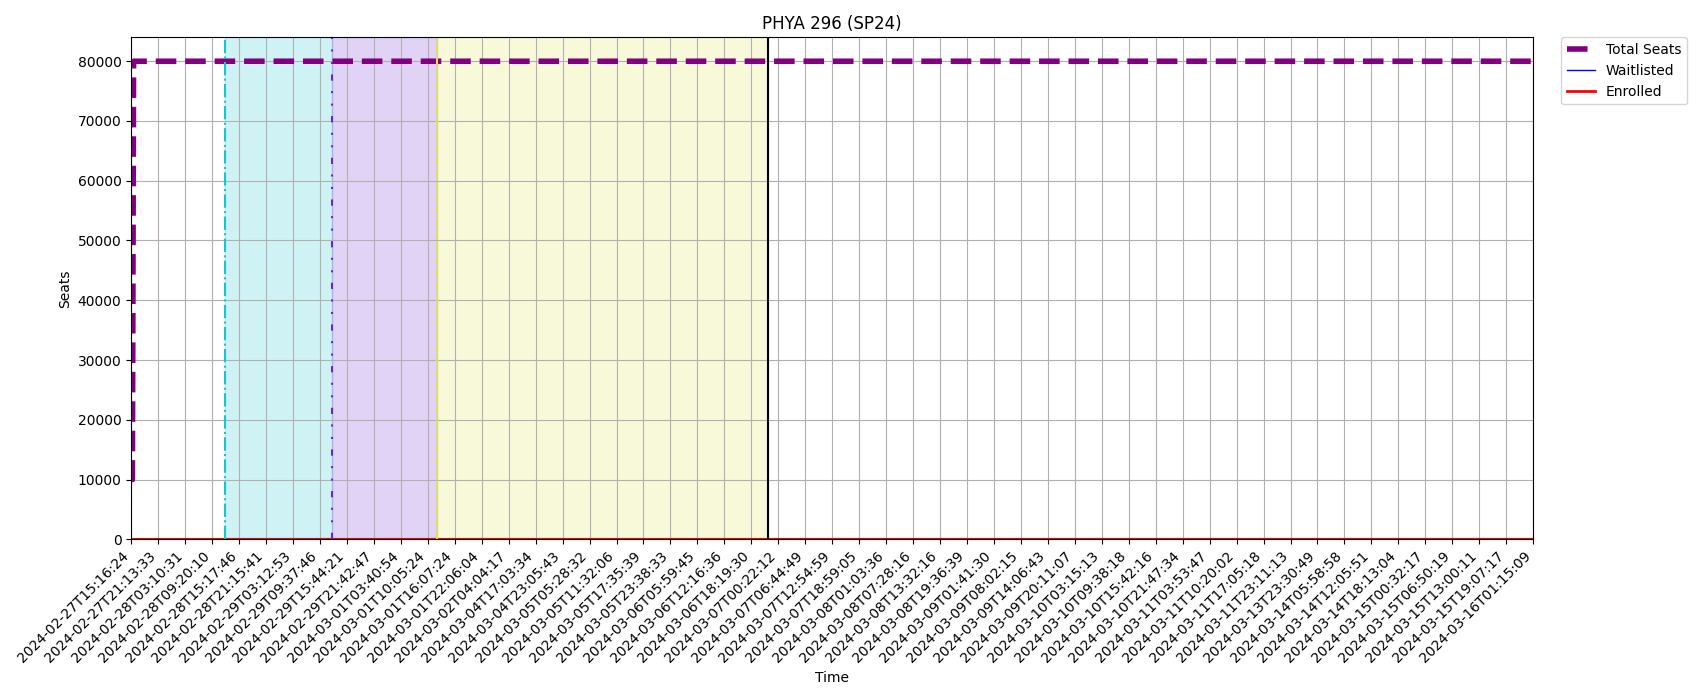 PHYA 296 (SP24)
Total Seats
Waitlisted
Enrolled
80000
70000
60000
50000
40000
30000
20000
10000
0
Seats
2024-02-27T15:16:24
2024-02-27T21:13:33
2024-02-28T03:10:31
2024-02-28T09:20:10
2024-02-28T15:17:46
2024-02-28T21:15:41
2024-02-29T03:12:53
2024-02-29T09:37:46
2024-02-29T15:44:21
2024-02-29T21:42:47
2024-03-01T03:40:54
2024-03-01T10:05:24
2024-03-01T16:07:24
2024-03-01T22:06:04
2024-03-02T04:04:17
2024-03-04T17:03:34
2024-03-04T23:05:43
2024-03-05T05:28:32
2024-03-05T11:32:06
2024-03-05T17:35:39
2024-03-05T23:38:33
2024-03-06T05:59:45
2024-03-06T12:16:36
2024-03-06T18:19:30
2024-03-07T00:22:12
2024-03-07T06:44:49
2024-03-07T12:54:59
2024-03-07T18:59:05
2024-03-08T01:03:36
2024-03-08T07:28:16
2024-03-08T13:32:16
2024-03-08T19:36:39
2024-03-09T01:41:30
2024-03-09T08:02:15
2024-03-09T14:06:43
2024-03-09T20:11:07
2024-03-10T03:15:13
2024-03-10T09:38:18
2024-03-10T15:42:16
2024-03-10T21:47:34
2024-03-11T03:53:47
2024-03-11T10:20:02
2024-03-11T17:05:18
2024-03-11T23:11:13
2024-03-13T23:30:49
2024-03-14T05:58:58
2024-03-14T12:05:51
2024-03-14T18:13:04
2024-03-15T00:32:17
2024-03-15T06:50:19
2024-03-15T13:00:11
2024-03-15T19:07:17
2024-03-16T01:15:09
Time